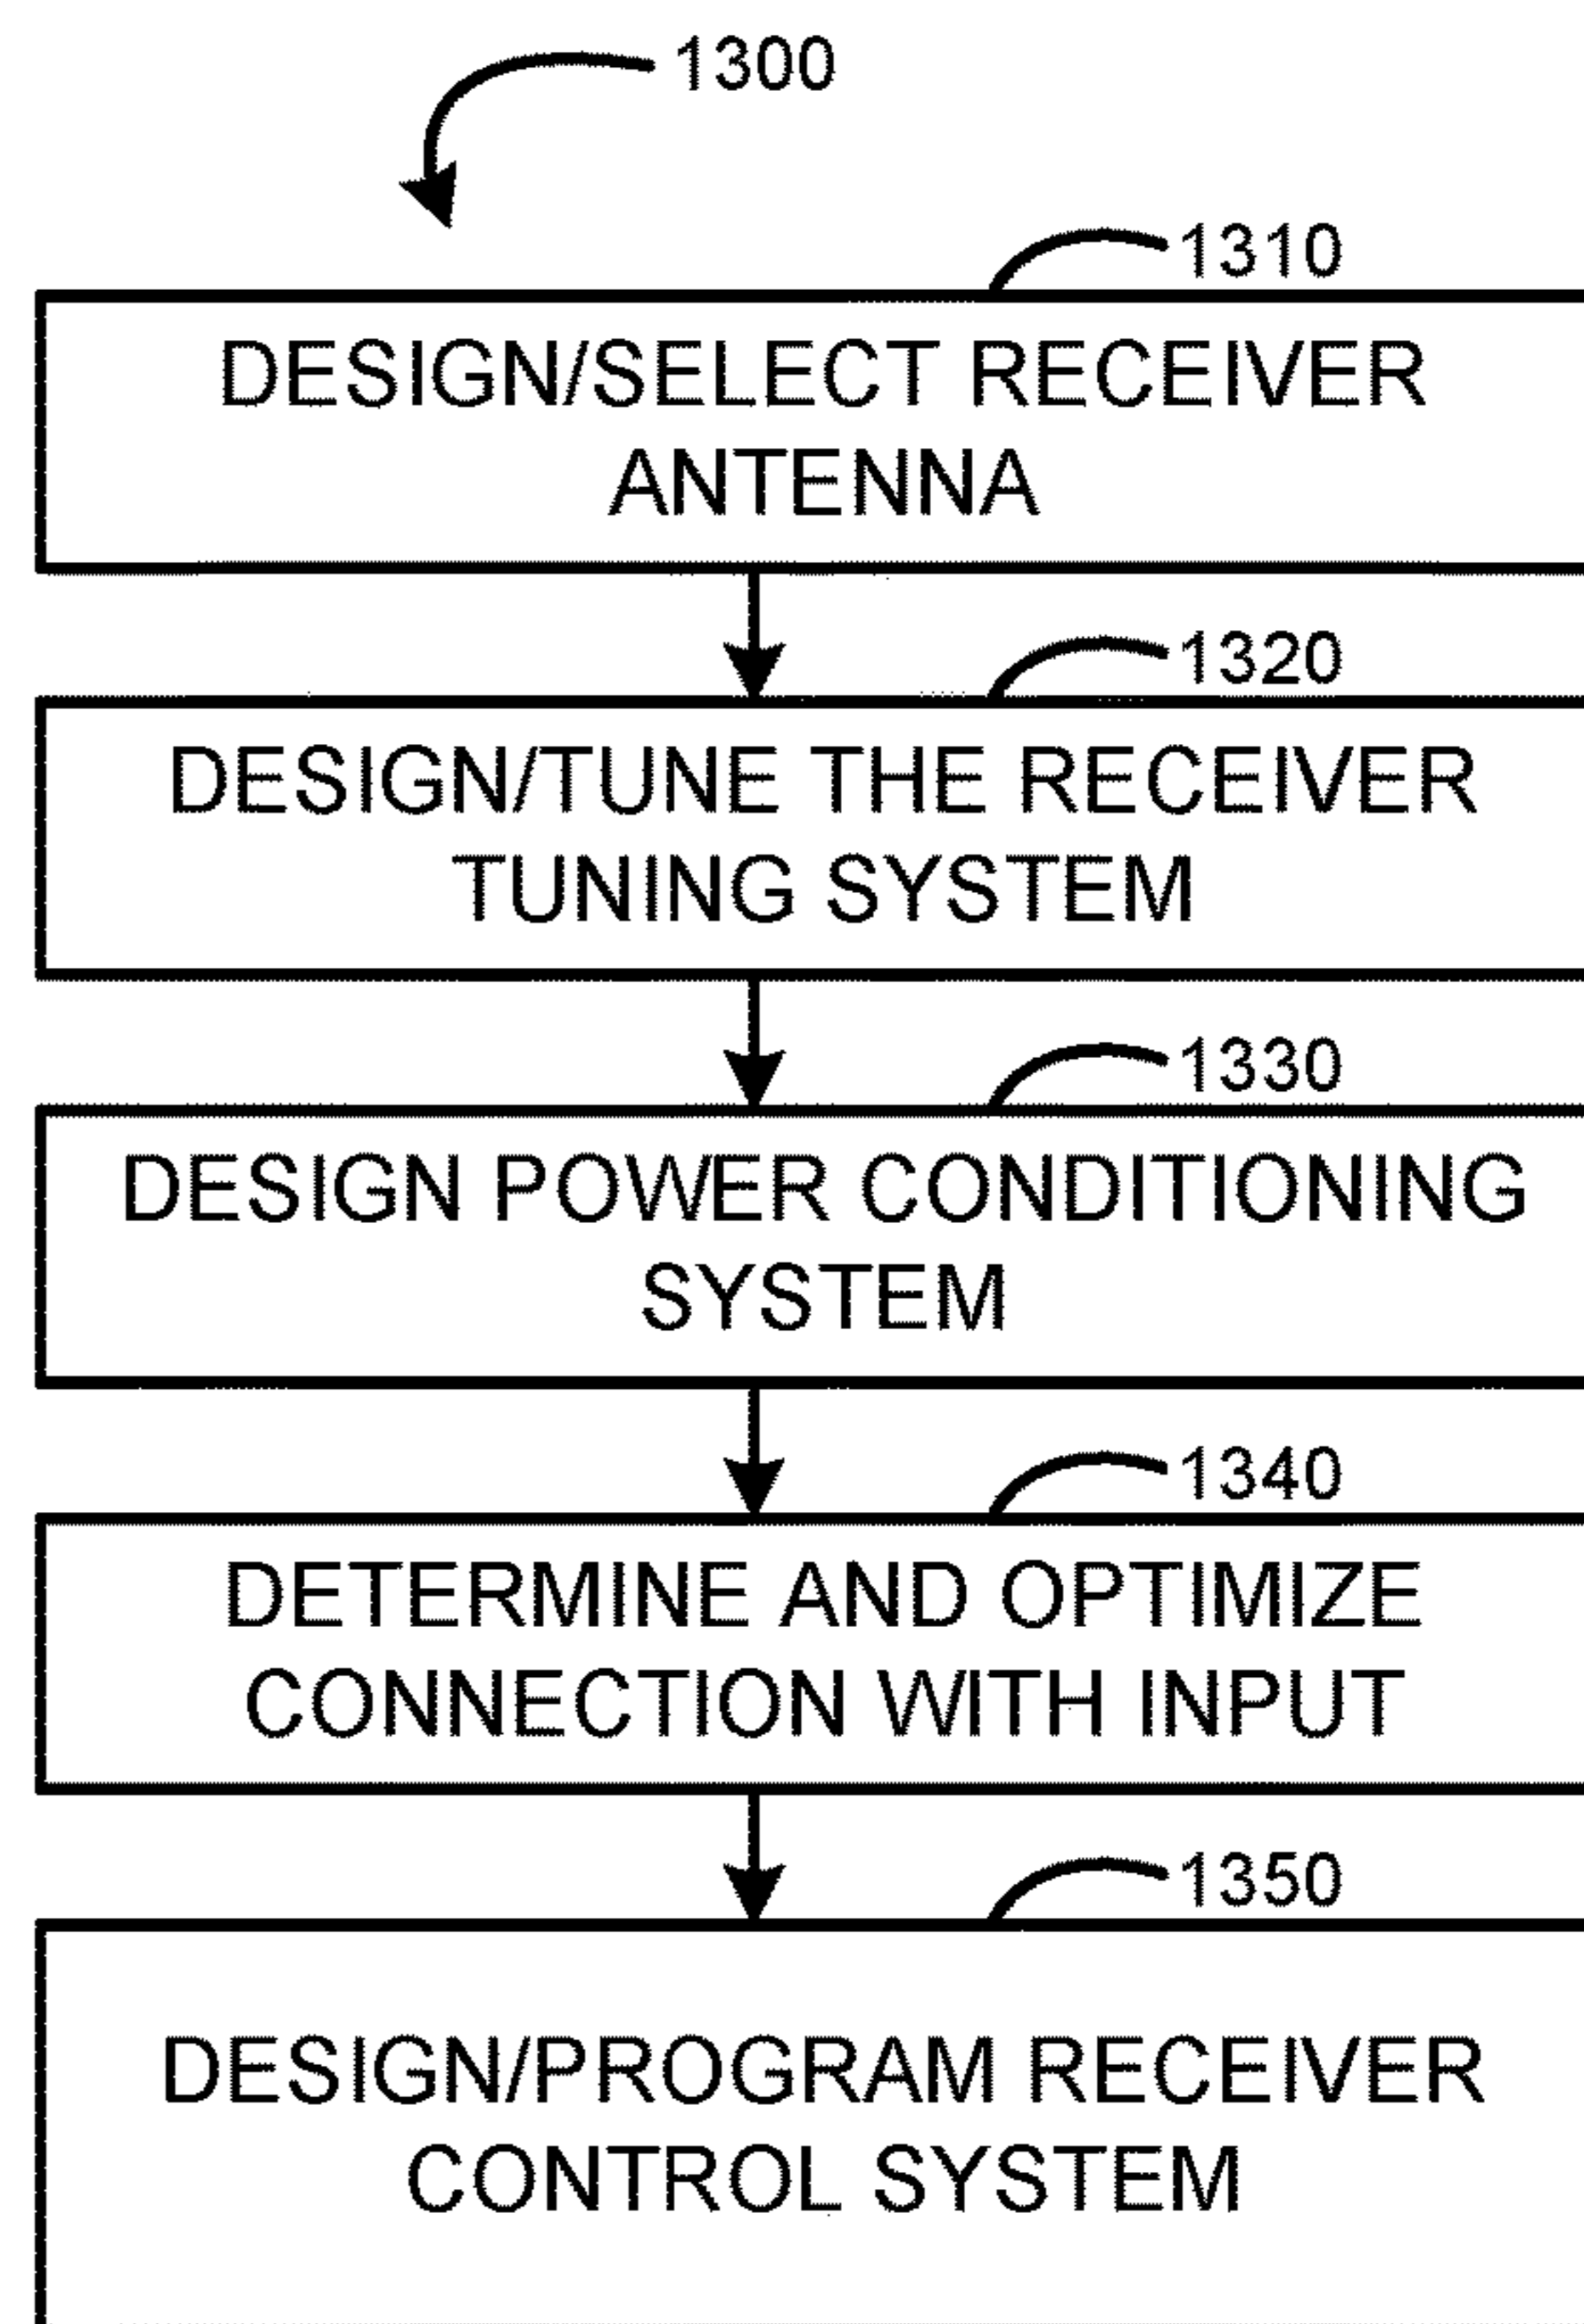 1300
1310
DESIGN/SELECT RECEIVER
ANTENNA
1320
DESIGN/TUNE THE RECEIVER
TUNING SYSTEM
1330
DESIGN POWER CONDITIONING
SYSTEM
1340
DETERMINE AND OPTIMIZE
CONNECTION WITH INPUT
1350
DESIGN/PROGRAM RECEIVER
CONTROL SYSTEM